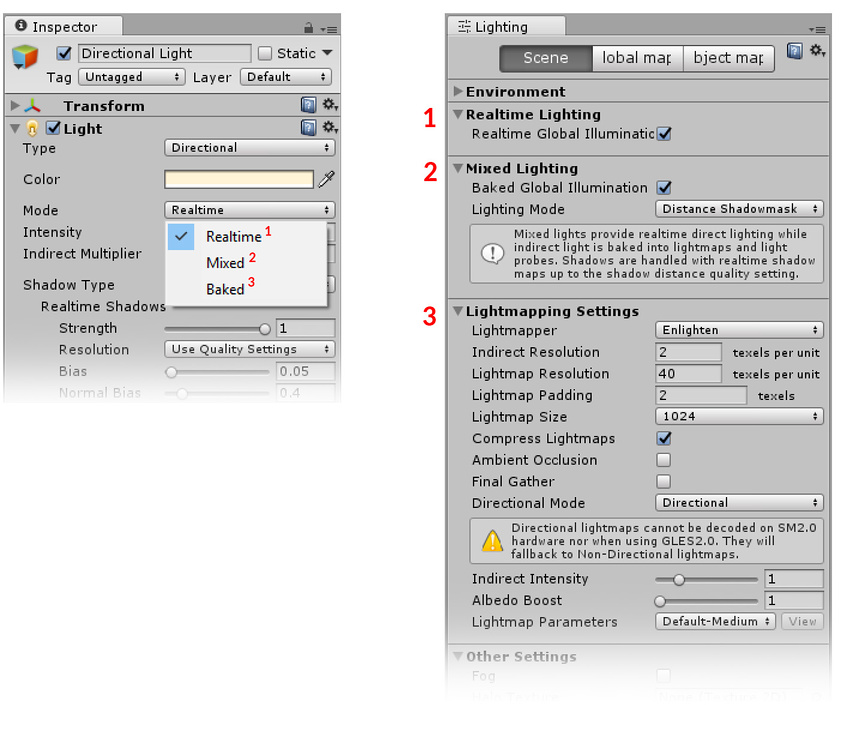 Inspector
Directional Light
Static
Tag Untagged Layer Default
Transform
Light
Type Directional
Color
Mode Realtime
Intensity
Indirect Multiplier
Realtime 1
Mixed 2
Baked 3
Shadow Type
Realtime Shadows
Strength 1
Resolution Use Quality Settings
Bias 0.05
Normal Bias 0.4
Lighting
Scene lobal map bject map
Environment
1 Realtime Lighting
Realtime Global Illuminatic
2 Mixed Lighting
Baked Global Illumination
Lighting Mode Distance Shadowmask
Mixed lights provide realtime direct lighting while
indirect light is baked into lightmaps and light
probes. Shadows are handled with realtime shadow
maps up to the shadow distance quality setting.
3 Lightmapping Settings
Lightmapper Enlighten
Indirect Resolution 2 texels per unit
Lightmap Resolution 40 texels per unit
Lightmap Padding 2 texels
Lightmap Size 1024
Compress Lightmaps
Ambient Occlusion
Final Gather
Directional Mode Directional
Directional lightmaps cannot be decoded on SM2.0
hardware nor when using GLES2.0. They will
fallback to Non-Directional lightmaps.
Indirect Intensity 1
Albedo Boost 1
Lightmap Parameters Default-Medium View
Other Settings
Fog